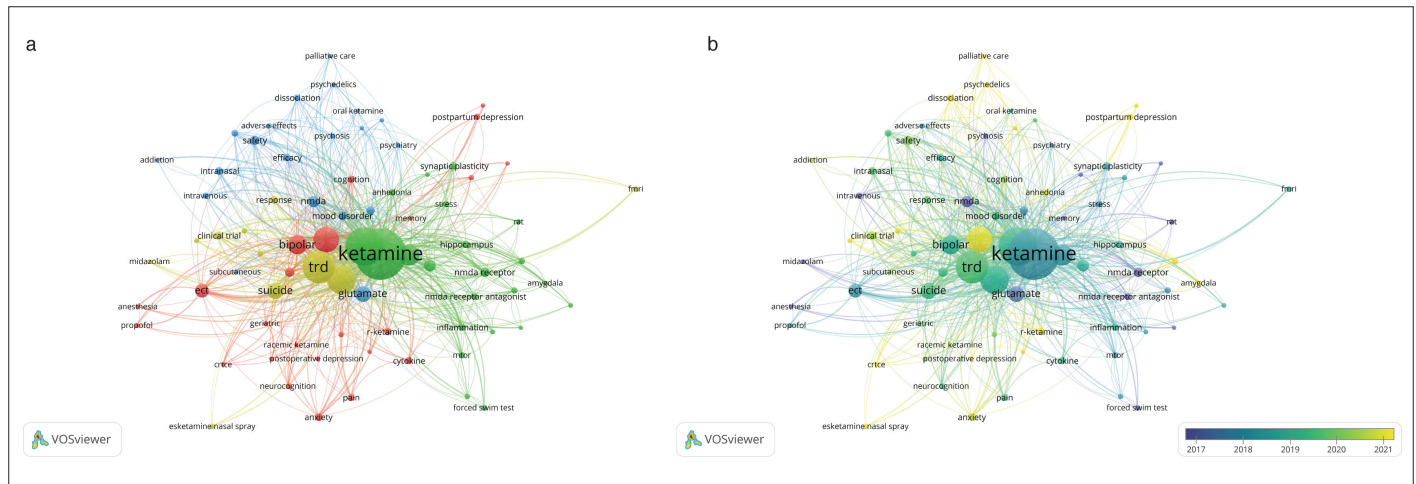 a
palliative care
psychedelics
dissociation
oral ketamine
postpartum depression
adverse effects
psychosis
safety
psychiatry
efficacy
addiction
synaptic plasticity
intranasal
cognition
fmri
intravenous
response
nmda
anhedonia
stress
mood disorder
memory
rat
clinical trial
bipolar
ketamine
hippocampus
midazolam
trd
subcutaneous
nmda receptor
amygdala
ect
suicide
glutamate
nmda receptor antagonist
anesthesia
propofol
geriatric
r-ketamine
inflammation
racemic ketamine
postoperative depression
crtce
cytokine
mtor
neurocognition
pain
forced swim test
anxiety
esketamine nasal spray
VOSviewer
b
palliative care
psychedelics
dissociation
oral ketamine
postpartum depression
adverse effects
psychosis
safety
psychiatry
efficacy
addiction
synaptic plasticity
intranasal
cognition
fmri
intravenous
response
nmda
anhedonia
stress
mood disorder
memory
rat
clinical trial
bipolar
ketamine
hippocampus
midazolam
trd
subcutaneous
nmda receptor
amygdala
ect
suicide
glutamate
nmda receptor antagonist
anesthesia
propofol
geriatric
r-ketamine
inflammation
racemic ketamine
postoperative depression
crtce
cytokine
mtor
neurocognition
pain
forced swim test
anxiety
esketamine nasal spray
VOSviewer
2017 2018 2019 2020 2021